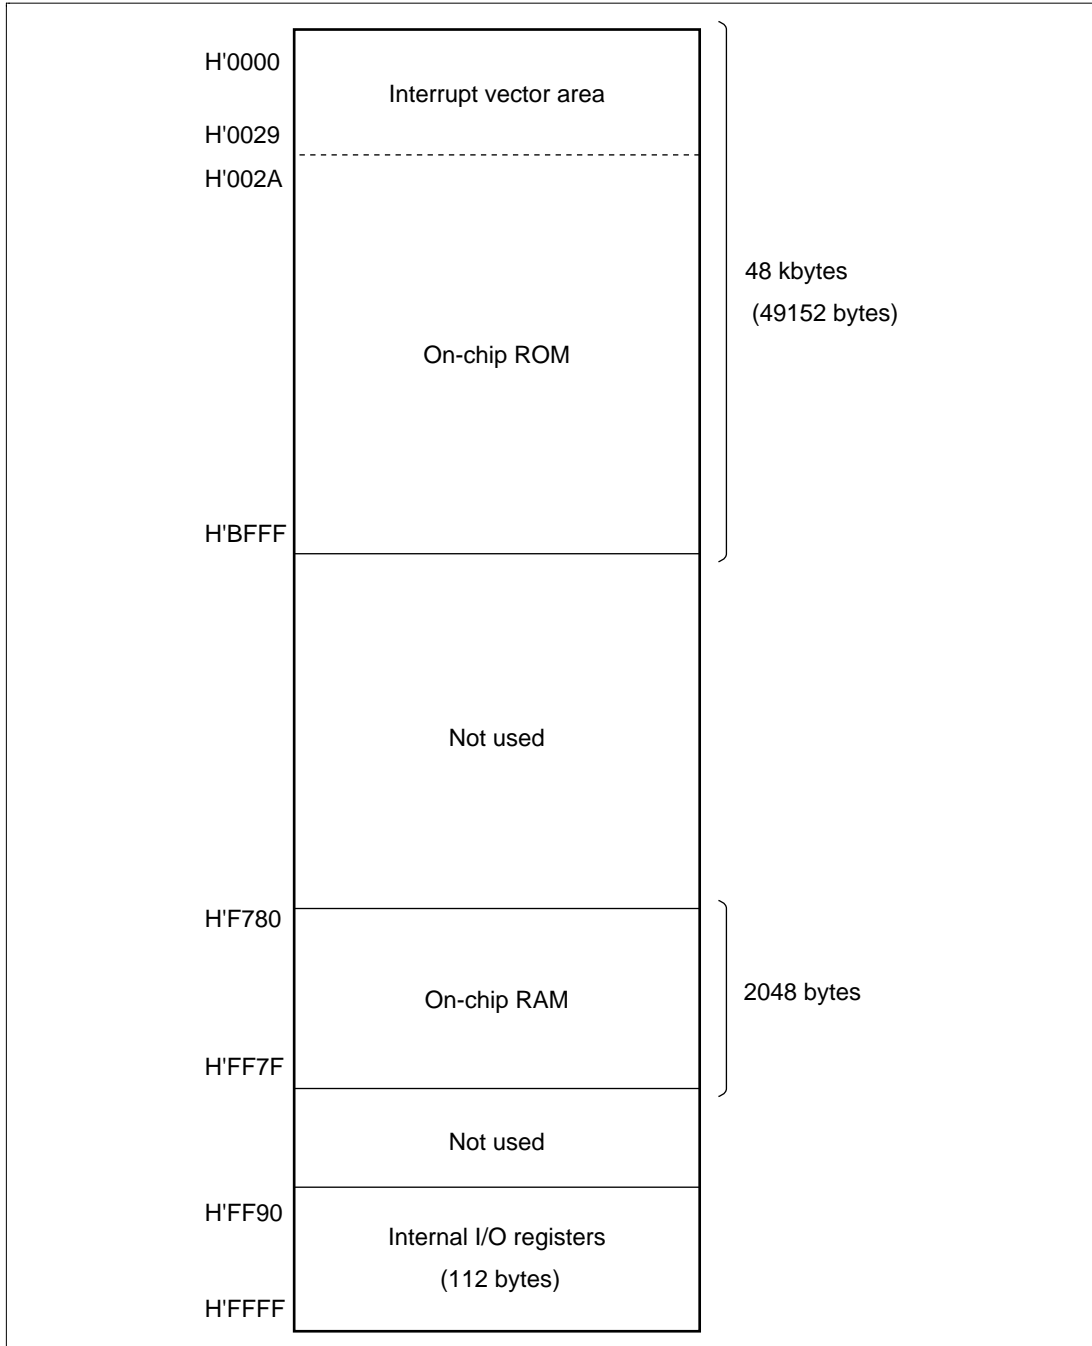 H'0000
Interrupt vector area
H'0029
H'002A
48 kbytes
(49152 bytes)
On-chip ROM
H'BFFF
Not used
H'F780
On-chip RAM
2048 bytes
H'FF7F
Not used
H'FF90
Internal I/O registers
(112 bytes)
H'FFFF